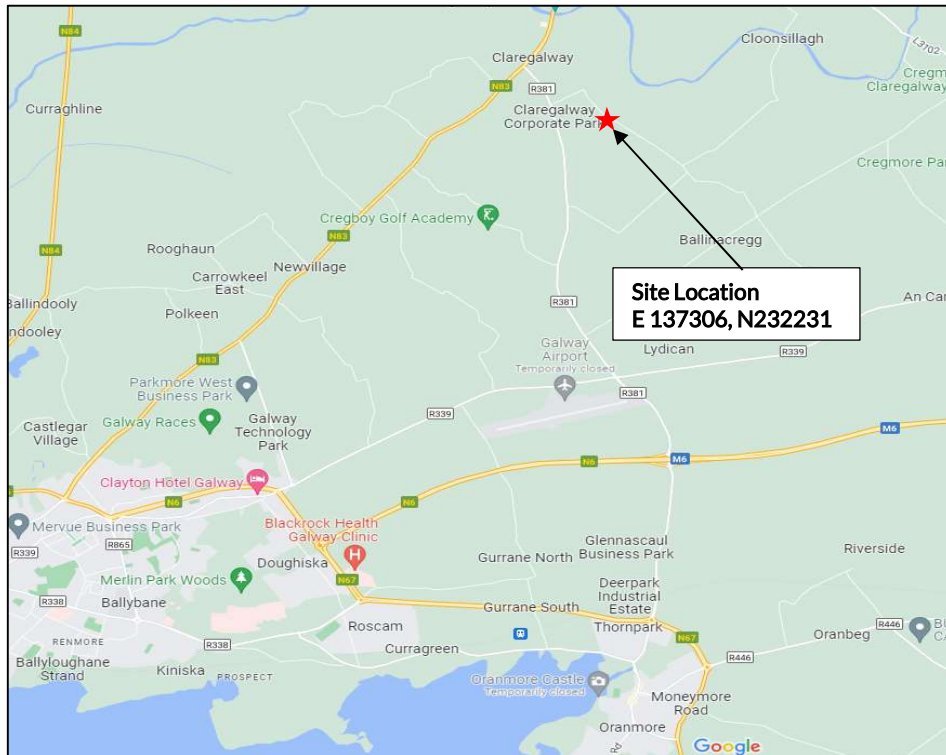 N84
Claregalway
Cloonsillagh
L3102
N83
R381
Cregm
Claregalway
Curraghline
Claregalway
Corporate Park
Cregmore Pa
Cregboy Golf Academy
N84
N83
Rooghaun
Ballinacregg
Newvillage
Carrowkeel
East
Site Location
E 137306, N232231
An Car
Ballindooly
Polkeen
R381
ndooley
Galway
Airport
Temporarily closed
Lydican
R339
N83
Parkmore West
Business Park
R381
Galway Races
Galway
Technology
Park
R339
Castlegar
Village
M6
M6
N6
Clayton Hotel Galway
N6
Mervue Business Park
Blackrock Health
Galway Clinic
R339
R865
Glennascaul
Business Park
Riverside
Doughiska
Gurrane North
H
Merlin Park Woods
N67
Deerpark
Industrial
Estate
R338
Ballybane
Gurrane South
Thornpark
Roscam
R446
Oranbeg
RENMORE
R338
Curragreen
N67
R446
Ballyloughane
Strand
Kiniska
PROSPECT
Oranmore Castle
Temporarily closed
Moneymore
Road
Oranmore
Rd
Google